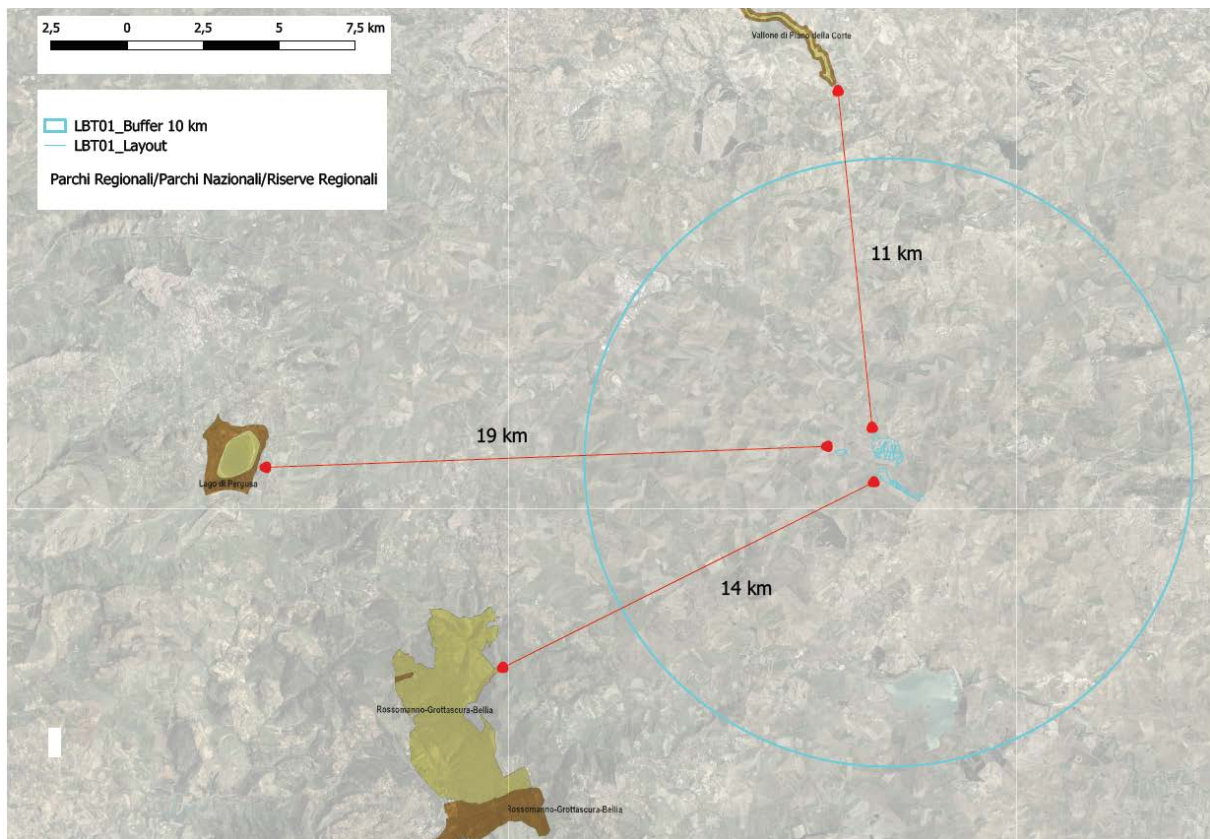 2,5 0 2,5 5 7,5 km
LBT01_Buffer 10 km
LBT01_Layout
Parchi Regionali/Parchi Nazionali/Riserve Regionali
Vallone di Piano della Corte
11 km
19 km
Lago di Pergusa
14 km
Rossomanno-Grottascura-Bellia
Rossomanno-Grottascura-Bellia